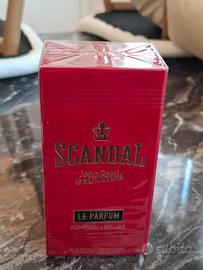 SCANDAL
Jean Paul
GAULTIER
LE PARFUM
subito